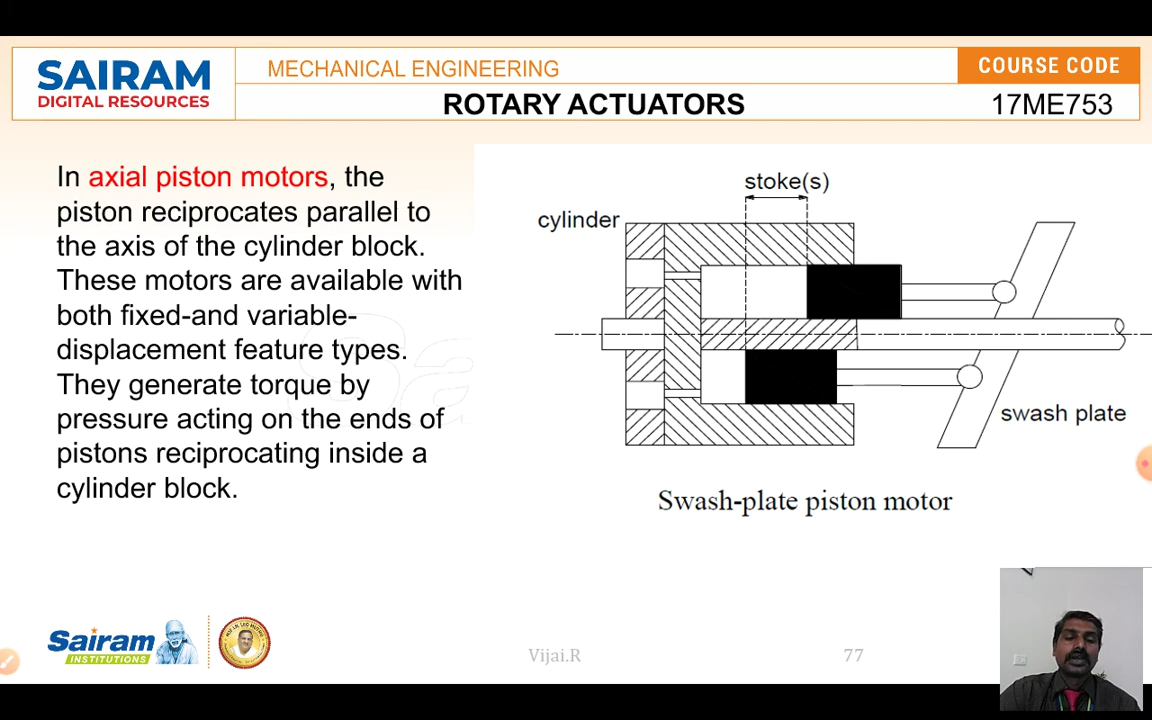 SAIRAM
DIGITAL RESOURCES
MECHANICAL ENGINEERING
ROTARY ACTUATORS
COURSE CODE
17ME753
In axial piston motors, the
piston reciprocates parallel to
the axis of the cylinder block.
These motors are available with
both fixed-and variable-
displacement feature types.
They generate torque by
pressure acting on the ends of
pistons reciprocating inside a
cylinder block.
stoke(s)
cylinder
swash plate
Swash-plate piston motor
Sairam
INSTITUTIONS
Vijai.R
77